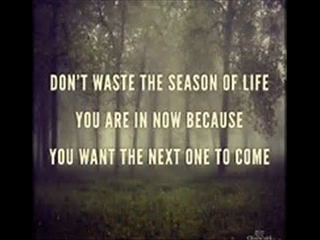 DON'T WASTE THE SEASON OF LIFE
YOU ARE IN NOW BECAUSE
YOU WANT THE NEXT ONE TO COME